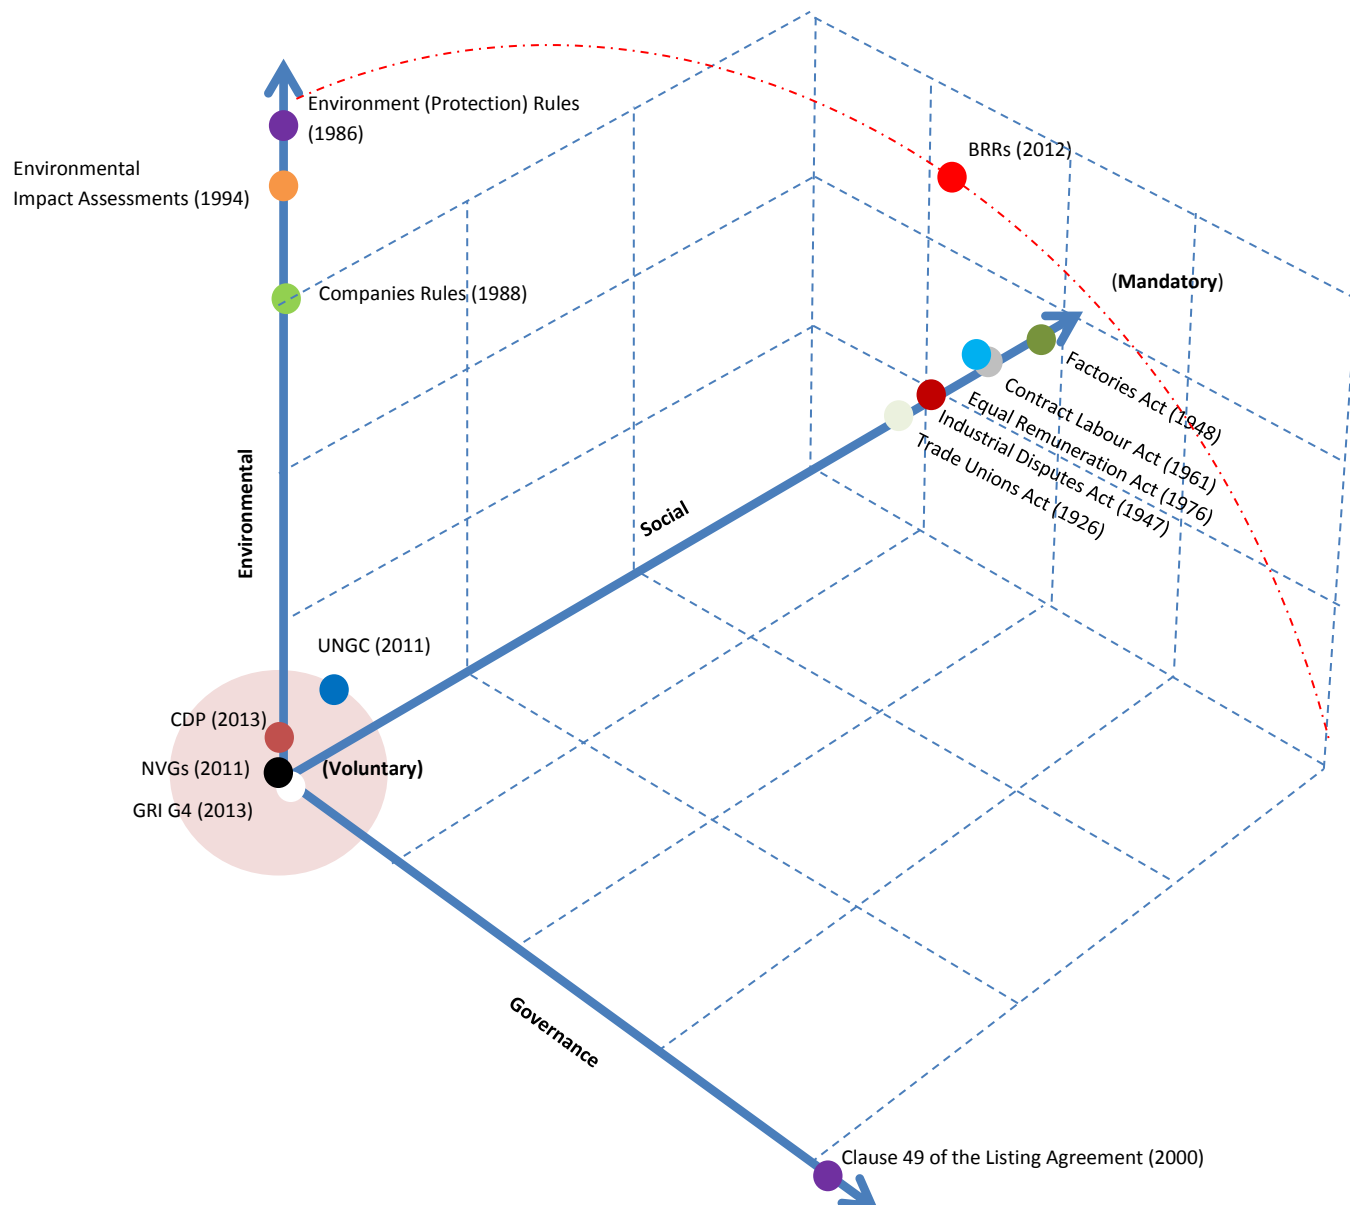 Environment (Protection) Rules
(1986)
Environmental
Impact Assessments (1994)
BRRs (2012)
Companies Rules (1988)
(Mandatory)
Factories Act (1948)
Contract Labour Act (1961)
Equal Remuneration Act (1976)
Industrial Disputes Act (1947)
Trade Unions Act (1926)
Environmental
Social
UNGC (2011)
CDP (2013)
NVGs (2011)
(Voluntary)
GRI G4 (2013)
Governance
Clause 49 of the Listing Agreement (2000)